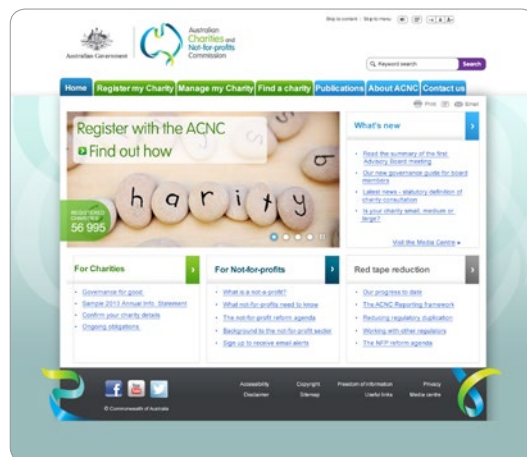 Skip to content | Skip to menu
-A A A+
Australian Government
Australian
Charities and
Not-for-profits
Commission
Keyword search
Search
Home
Register my Charity
Manage my Charity
Find a charity
Publications
About ACNC
Contact us
Print
Email
Register with the ACNC
Find out how
charity
REGISTERED
CHARITIES
56 995
What's new
Read the summary of the first
Advisory Board meeting
Our new governance guide for board
members
Latest news - statutory definition of
charity consultation
Is your charity small, medium or
large?
Visit the Media Centre
For Charities
Governance for good
Sample 2013 Annual Info. Statement
Confirm your charity details
Ongoing obligations
For Not-for-profits
What is a not-a-profit?
What not-for-profits need to know
The not-for-profit reform agenda
Background to the not-for-profit sector
Sign up to receive email alerts
Red tape reduction
Our progress to date
The ACNC Reporting framework
Reducing regulatory duplication
Working with other regulators
The NFP reform agenda
You Tube
© Commonwealth of Australia
Accessibility
Copyright
Freedom of Information
Privacy
Disclaimer
Sitemap
Useful links
Media centre